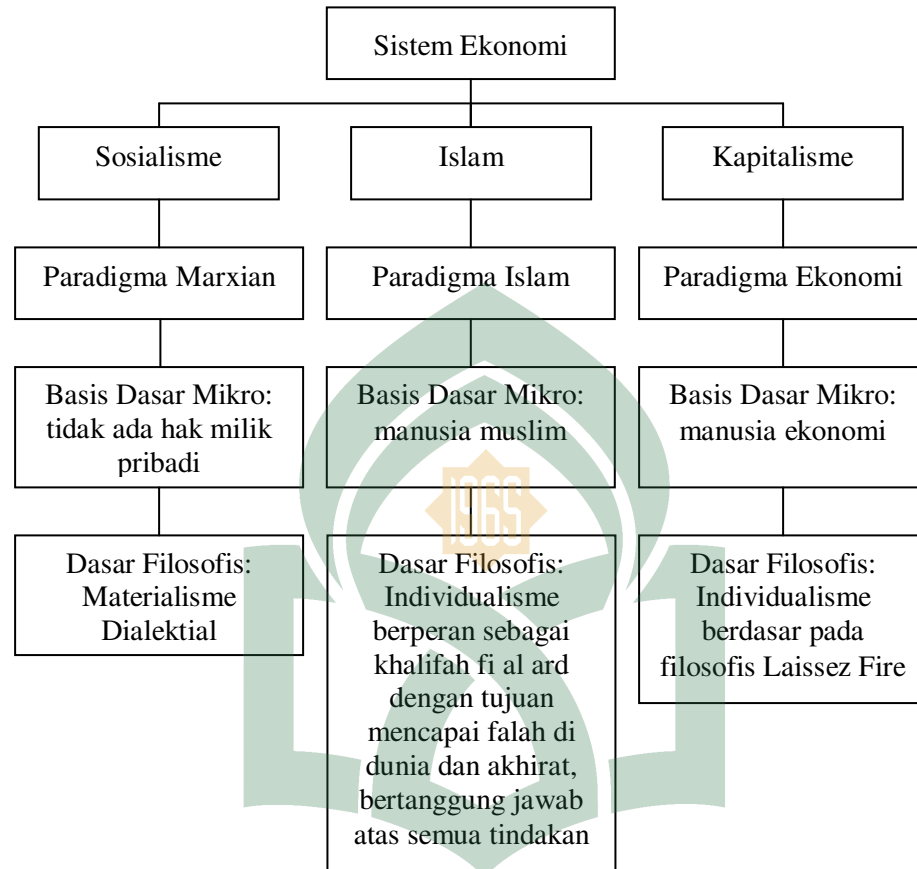 Sistem Ekonomi
Sosialisme
Islam
Kapitalisme
Paradigma Marxian
Paradigma Islam
Paradigma Ekonomi
Basis Dasar Mikro:
tidak ada hak milik
pribadi
Basis Dasar Mikro:
manusia muslim
Basis Dasar Mikro:
manusia ekonomi
1965
Dasar Filosofis:
Materialisme
Dialektial
Dasar Filosofis:
Individualisme
berperan sebagai
khalifah fi al ard
dengan tujuan
mencapai falah di
dunia dan akhirat,
bertanggung jawab
atas semua tindakan
Dasar Filosofis:
Individualisme
berdasar pada
filosofis Laissez Fire